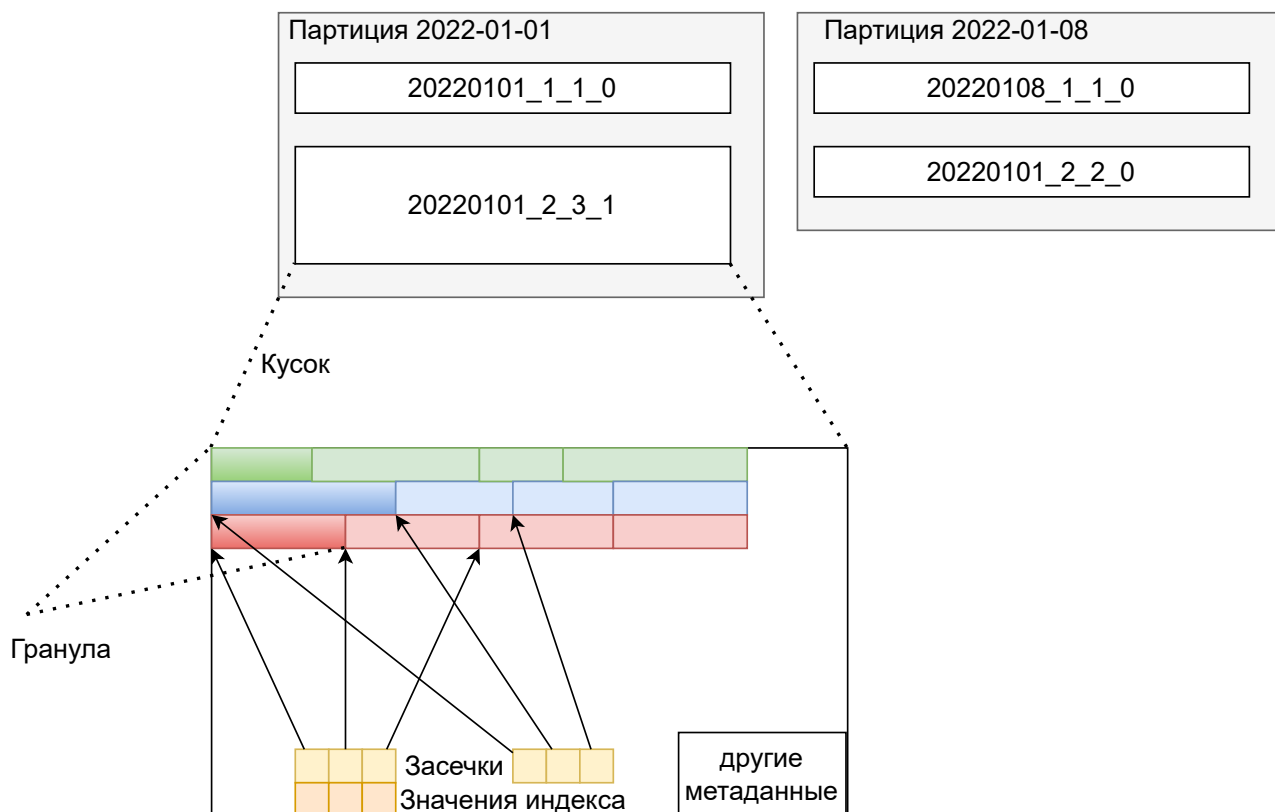 Партиция 2022-01-01
20220101_1_1_0
20220101_2_3_1
Партиция 2022-01-08
20220108_1_1_0
20220101_2_2_0
Кусок
Гранула
Засечки
Значения индекса
другие
метаданные